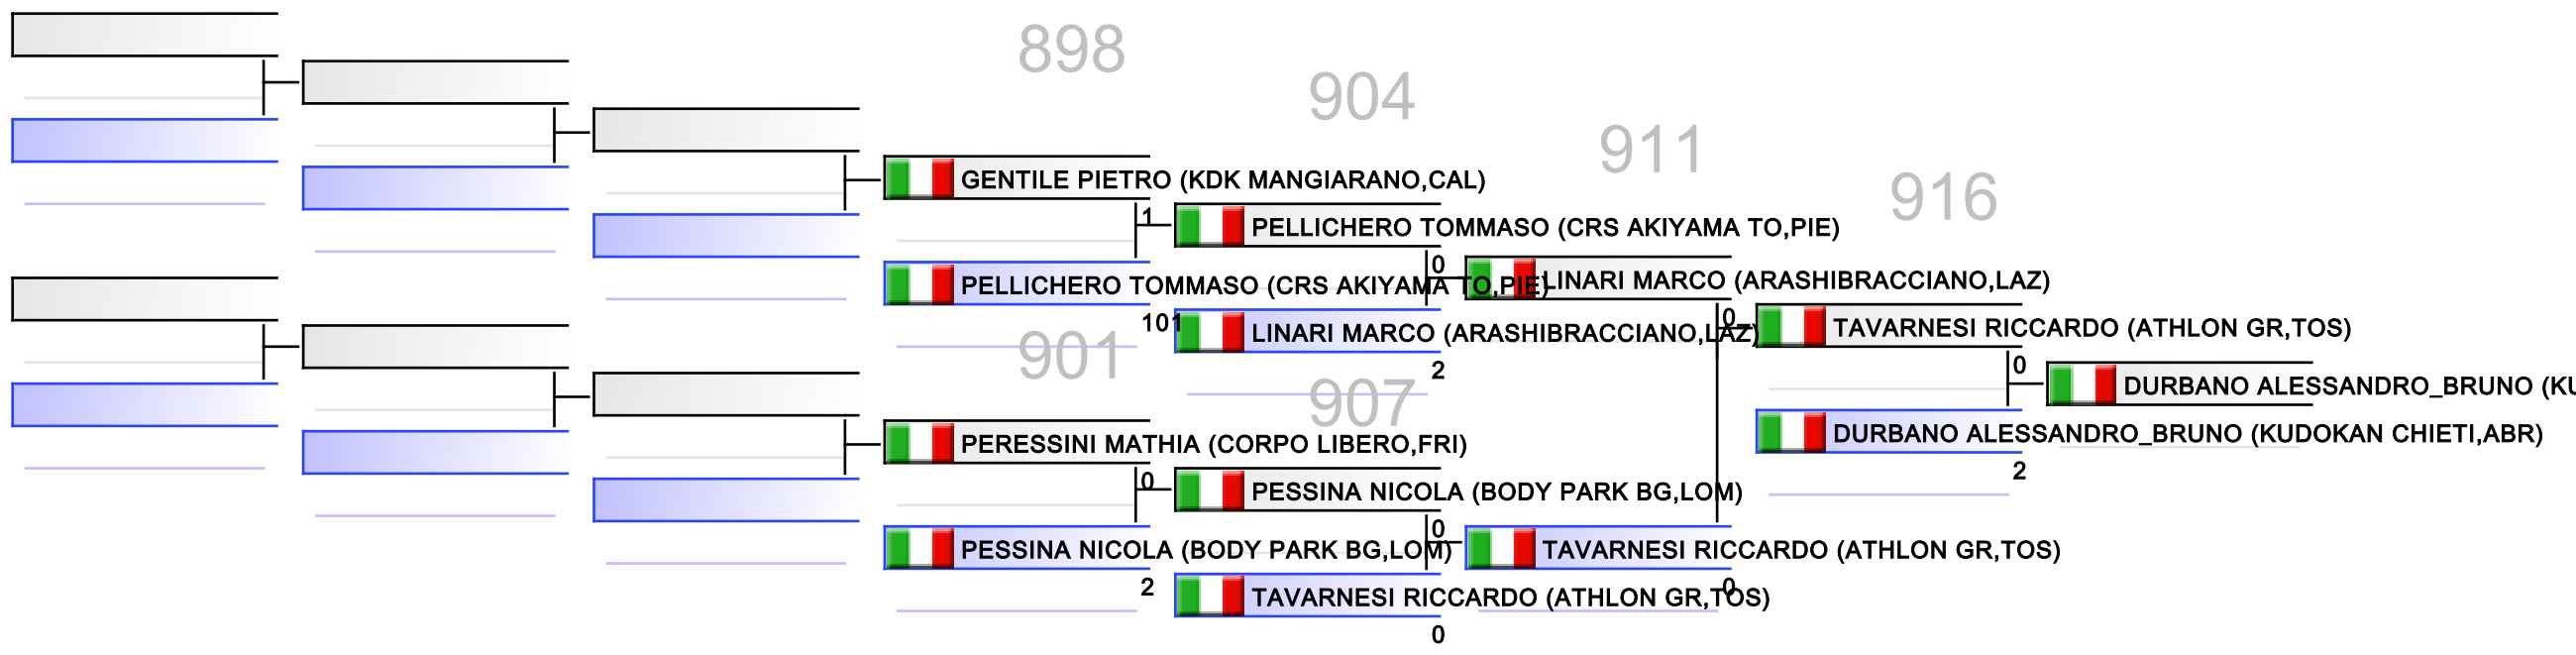 898
904
911
916
GENTILE PIETRO (KDK MANGIARANO,CAL)
1
PELLICHERO TOMMASO (CRS AKIYAMA TO,PIE)
PELLICHERO TOMMASO (CRS AKIYAMA TO,PIE)
101
0
LINARI MARCO (ARASHIBRACCIANO,LAZ)
LINARI MARCO (ARASHIBRACCIANO,LAZ)
2
0
TAVARNESI RICCARDO (ATHLON GR,TOS)
0
DURBANO ALESSANDRO_BRUNO (KU
DURBANO ALESSANDRO_BRUNO (KUDOKAN CHIETI,ABR)
2
901
907
PERESSINI MATHIA (CORPO LIBERO,FRI)
0
PESSINA NICOLA (BODY PARK BG,LOM)
PESSINA NICOLA (BODY PARK BG,LOM)
2
0
TAVARNESI RICCARDO (ATHLON GR,TOS)
0
TAVARNESI RICCARDO (ATHLON GR,TOS)
0